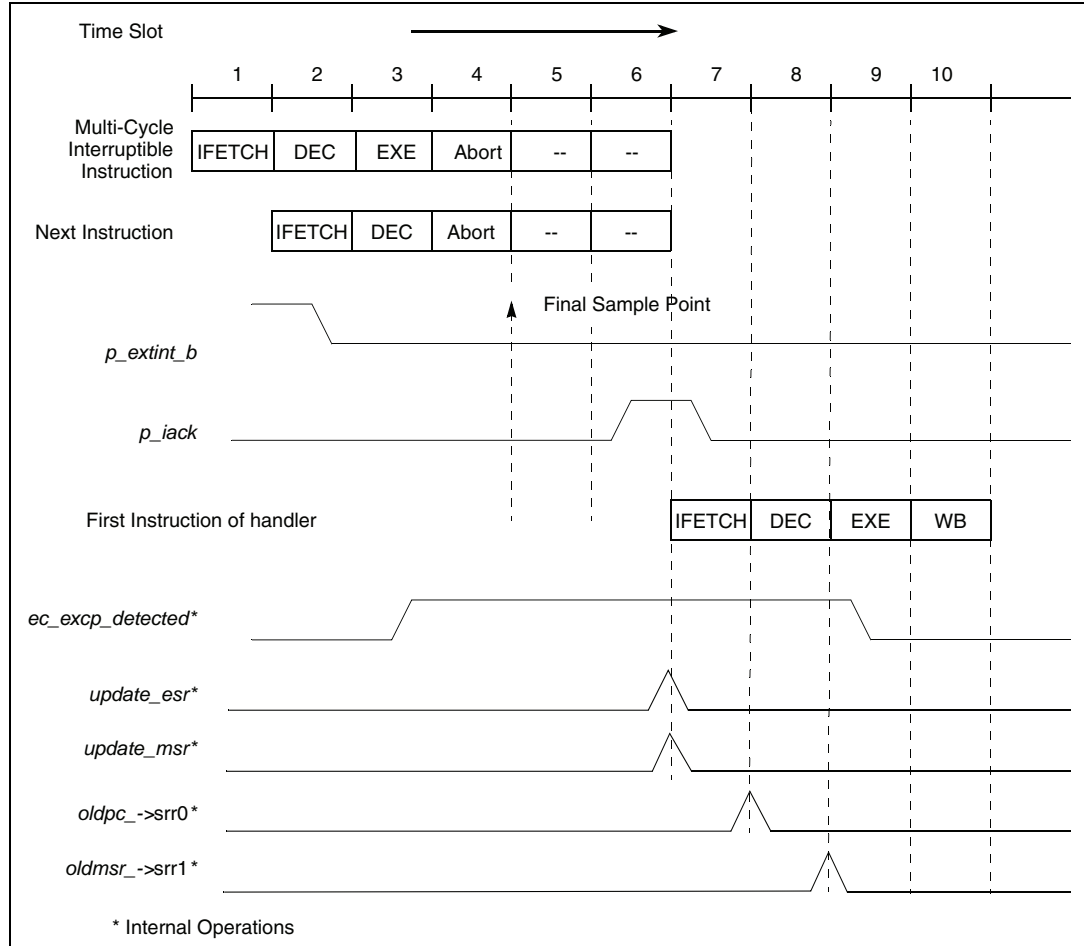 Time Slot
1 2 3 4 5 6 7 8 9 10
Multi-Cycle
Interruptible
Instruction
IFETCH DEC EXE Abort -- --
Next Instruction
IFETCH DEC Abort -- --
Final Sample Point
p_extint_b
p_iack
First Instruction of handler
IFETCH DEC EXE WB
ec_excp_detected*
update_esr*
update_msr*
oldpc_->srr0*
oldmsr_->srr1*
* Internal Operations